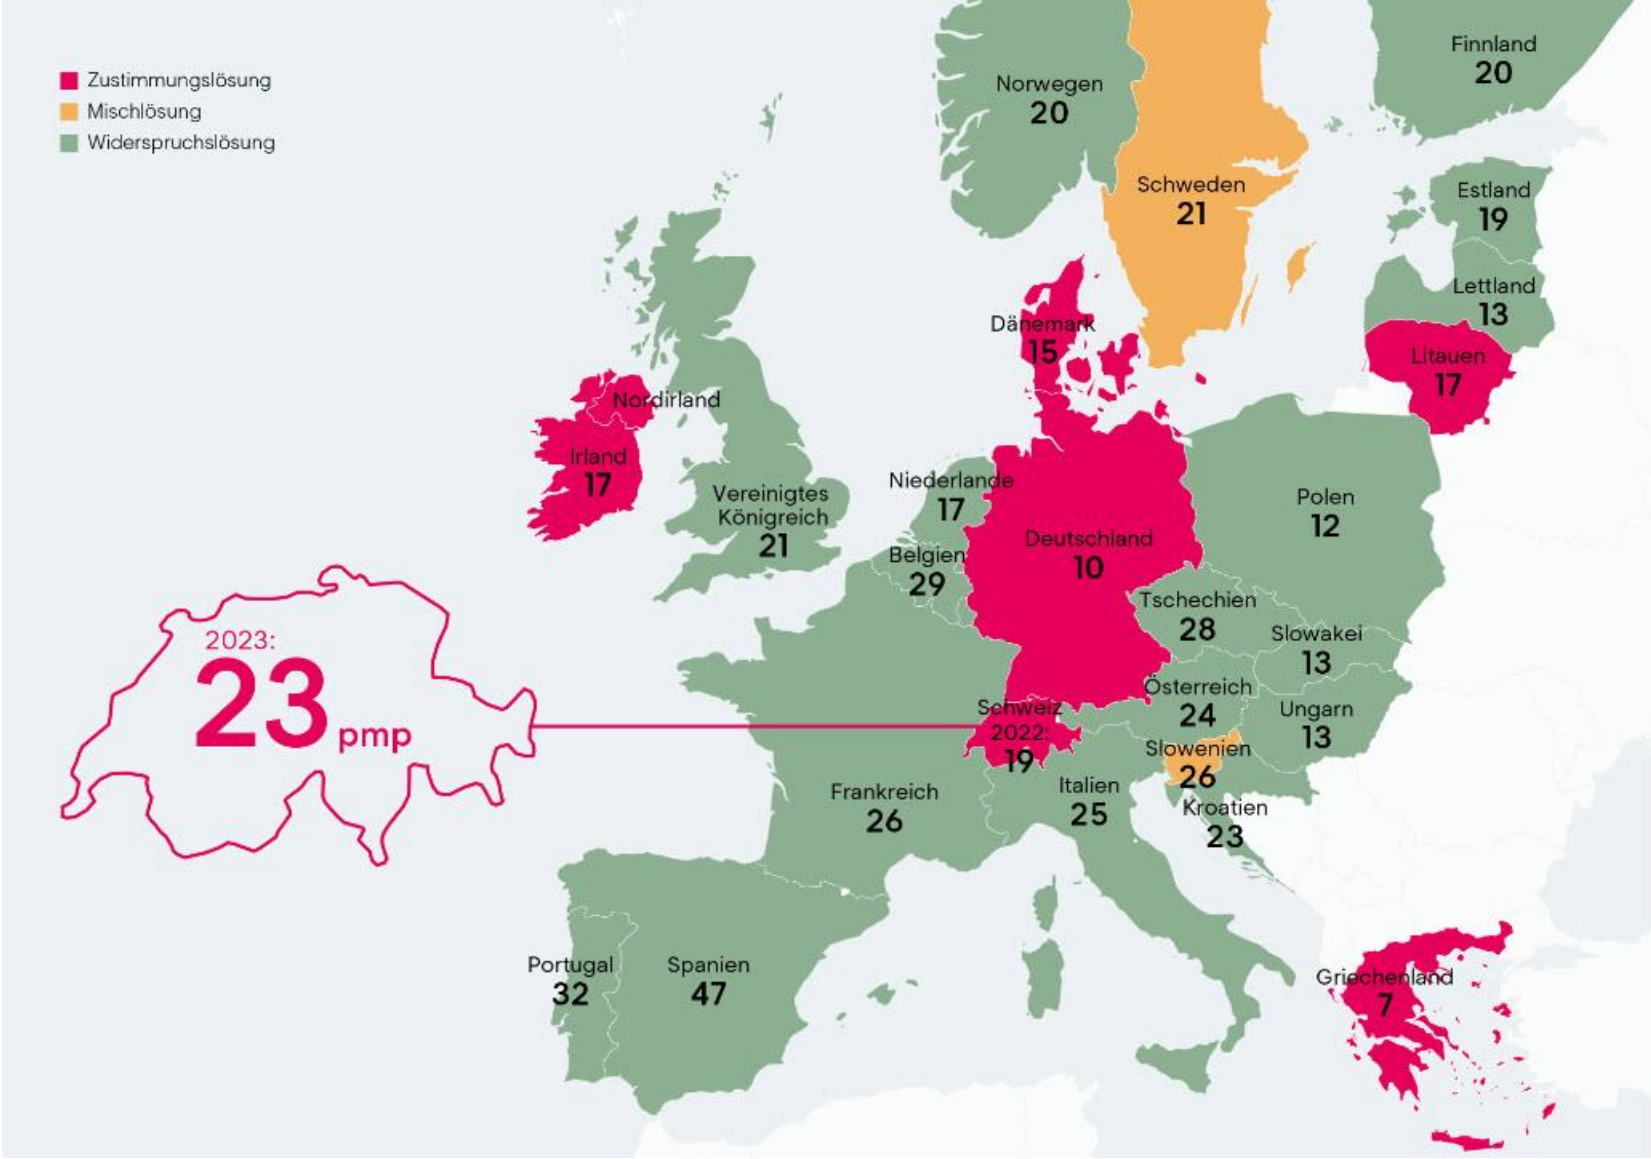 Zustimmungslösung
Mischlösung
Widerspruchslösung
Finnland
20
Norwegen
20
Schweden
21
Estland
19
Lettland
13
Dänemark
15
Litauen
17
Nordirland
Irland
17
Vereinigtes
Königreich
21
Niederlande
17
Belgien
29
Deutschland
10
Polen
12
Tschechien
28
Slowakei
13
Österreich
24
Ungarn
13
2023:
23 pmp
Schweiz
2022:
19
Slowenien
26
Kroatien
23
Frankreich
26
Italien
25
Portugal
32
Spanien
47
Griechenland
7